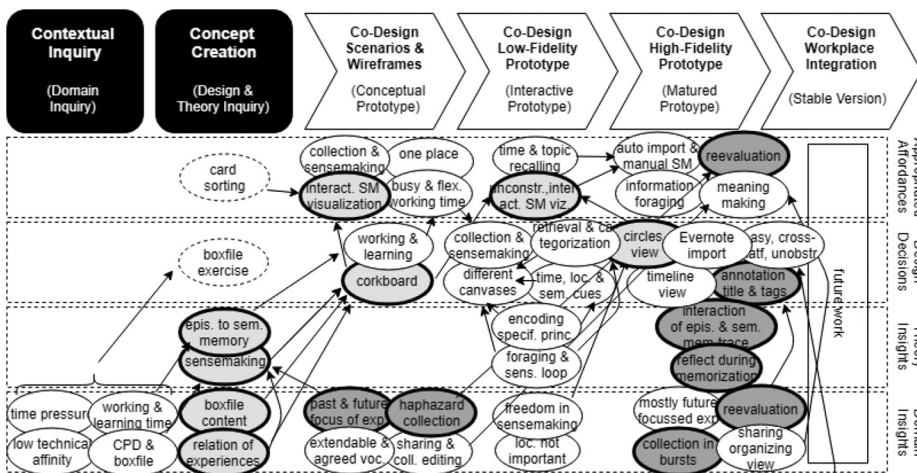 Contextual
Inquiry
(Domain
Inquiry)
Concept
Creation
(Design &
Theory Inquiry)
Co-Design
Scenarios &
Wireframes
(Conceptual
Prototype)
Co-Design
Low-Fidelity
Prototype
(Interactive
Prototype)
Co-Design
High-Fidelity
Prototype
(Matured
Protoype)
Co-Design
Workplace
Integration
(Stable Version)
card
sorting
collection &
sensemaking
one place
interact. SM
visualization
busy & flex.
working time
time & topic
recalling
unconstr.,inter
act. SM viz.
auto import &
manual SM
reevaluation
information
foraging
meaning
making
Affordances
boxfile
exercise
working &
learning
corkboard
collection &
sensemaking
retrieval & ca
tegorization
different
canvases
time, loc. &
sem. cues
circles
view
Evernote
import
easy, cross-
platf, unobstr
timeline
view
annotation
title & tags
Decisions
epis. to sem.
memory
sensemaking
encoding
specif. princ.
foraging &
sens. loop
interaction
of epis. & sem.
mem.trace
reflect during
memorization
future work
Insights
time pressure
working &
learning time
low technical
affinity
CPD &
boxfile
boxfile
content
relation of
experiences
past & future
focus of exp.
haphazard
collection
extendable &
agreed voc.
sharing &
coll. editing
freedom in
sensemaking
loc. not
important
mostly future
focussed exp.
reevaluation
collection in
bursts
sharing
organizing
view
Insights